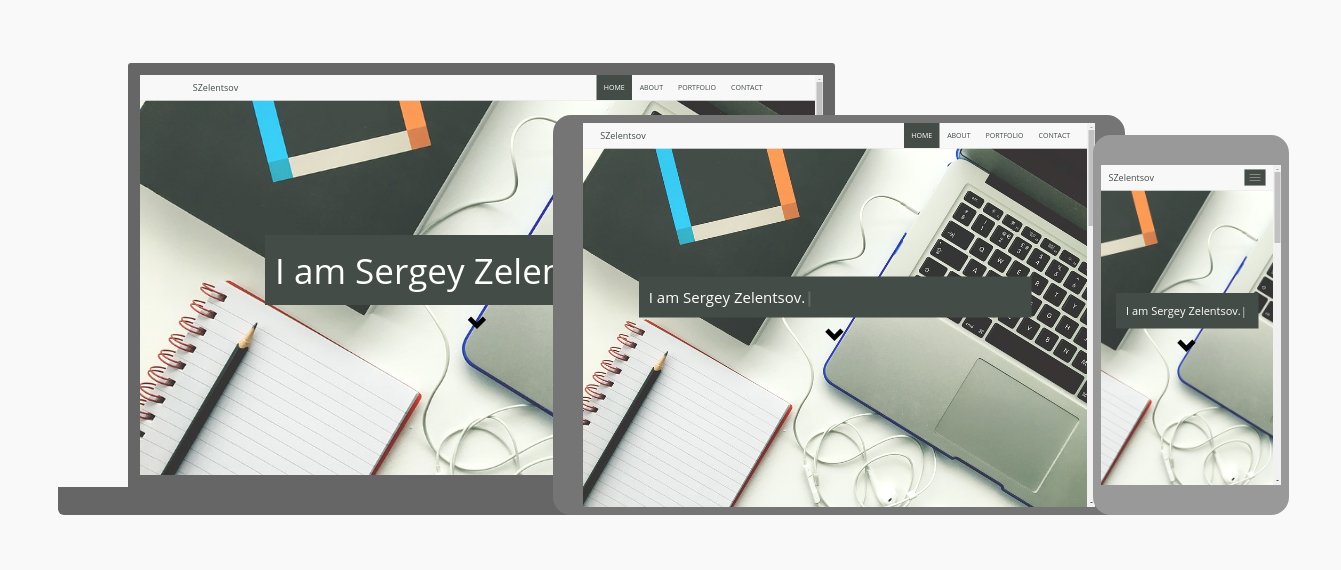 SZelentsov
HOME ABOUT PORTFOLIO CONTACT
I am Sergey Zelen
SZelentsov
HOME ABOUT PORTFOLIO CONTACT
I am Sergey Zelentsov.|
SZelentsov
I am Sergey Zelentsov.|